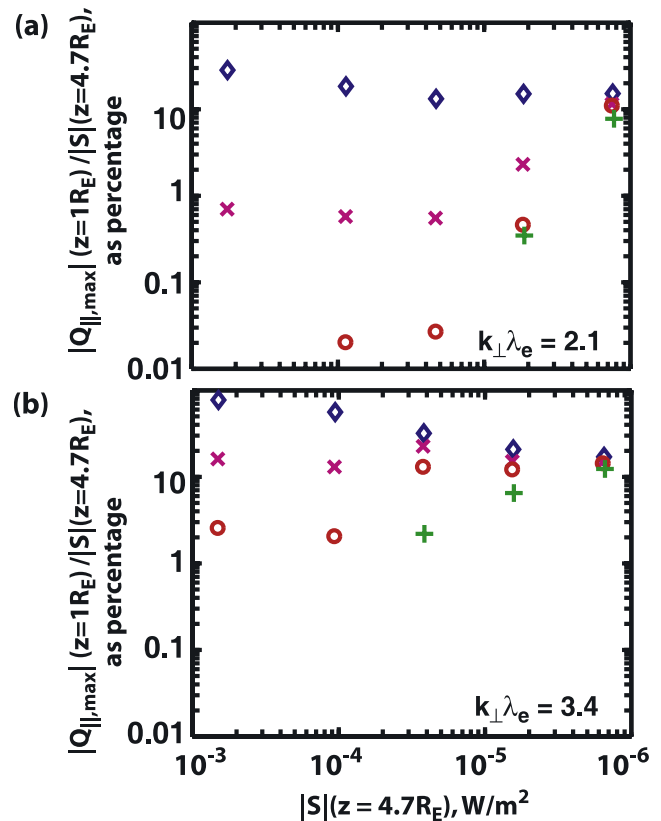 (a)
|Q||,max| (z=1RE) /|S|(z=4.7RE),
as percentage
10
1
0.1
0.01
k⊥λe = 2.1
(b)
|Q||,max| (z=1RE) /|S|(z=4.7RE),
as percentage
10
1
0.1
0.01
k⊥λe = 3.4
10-3 10-4 10-5 10-6
|S|(z = 4.7RE), W/m2